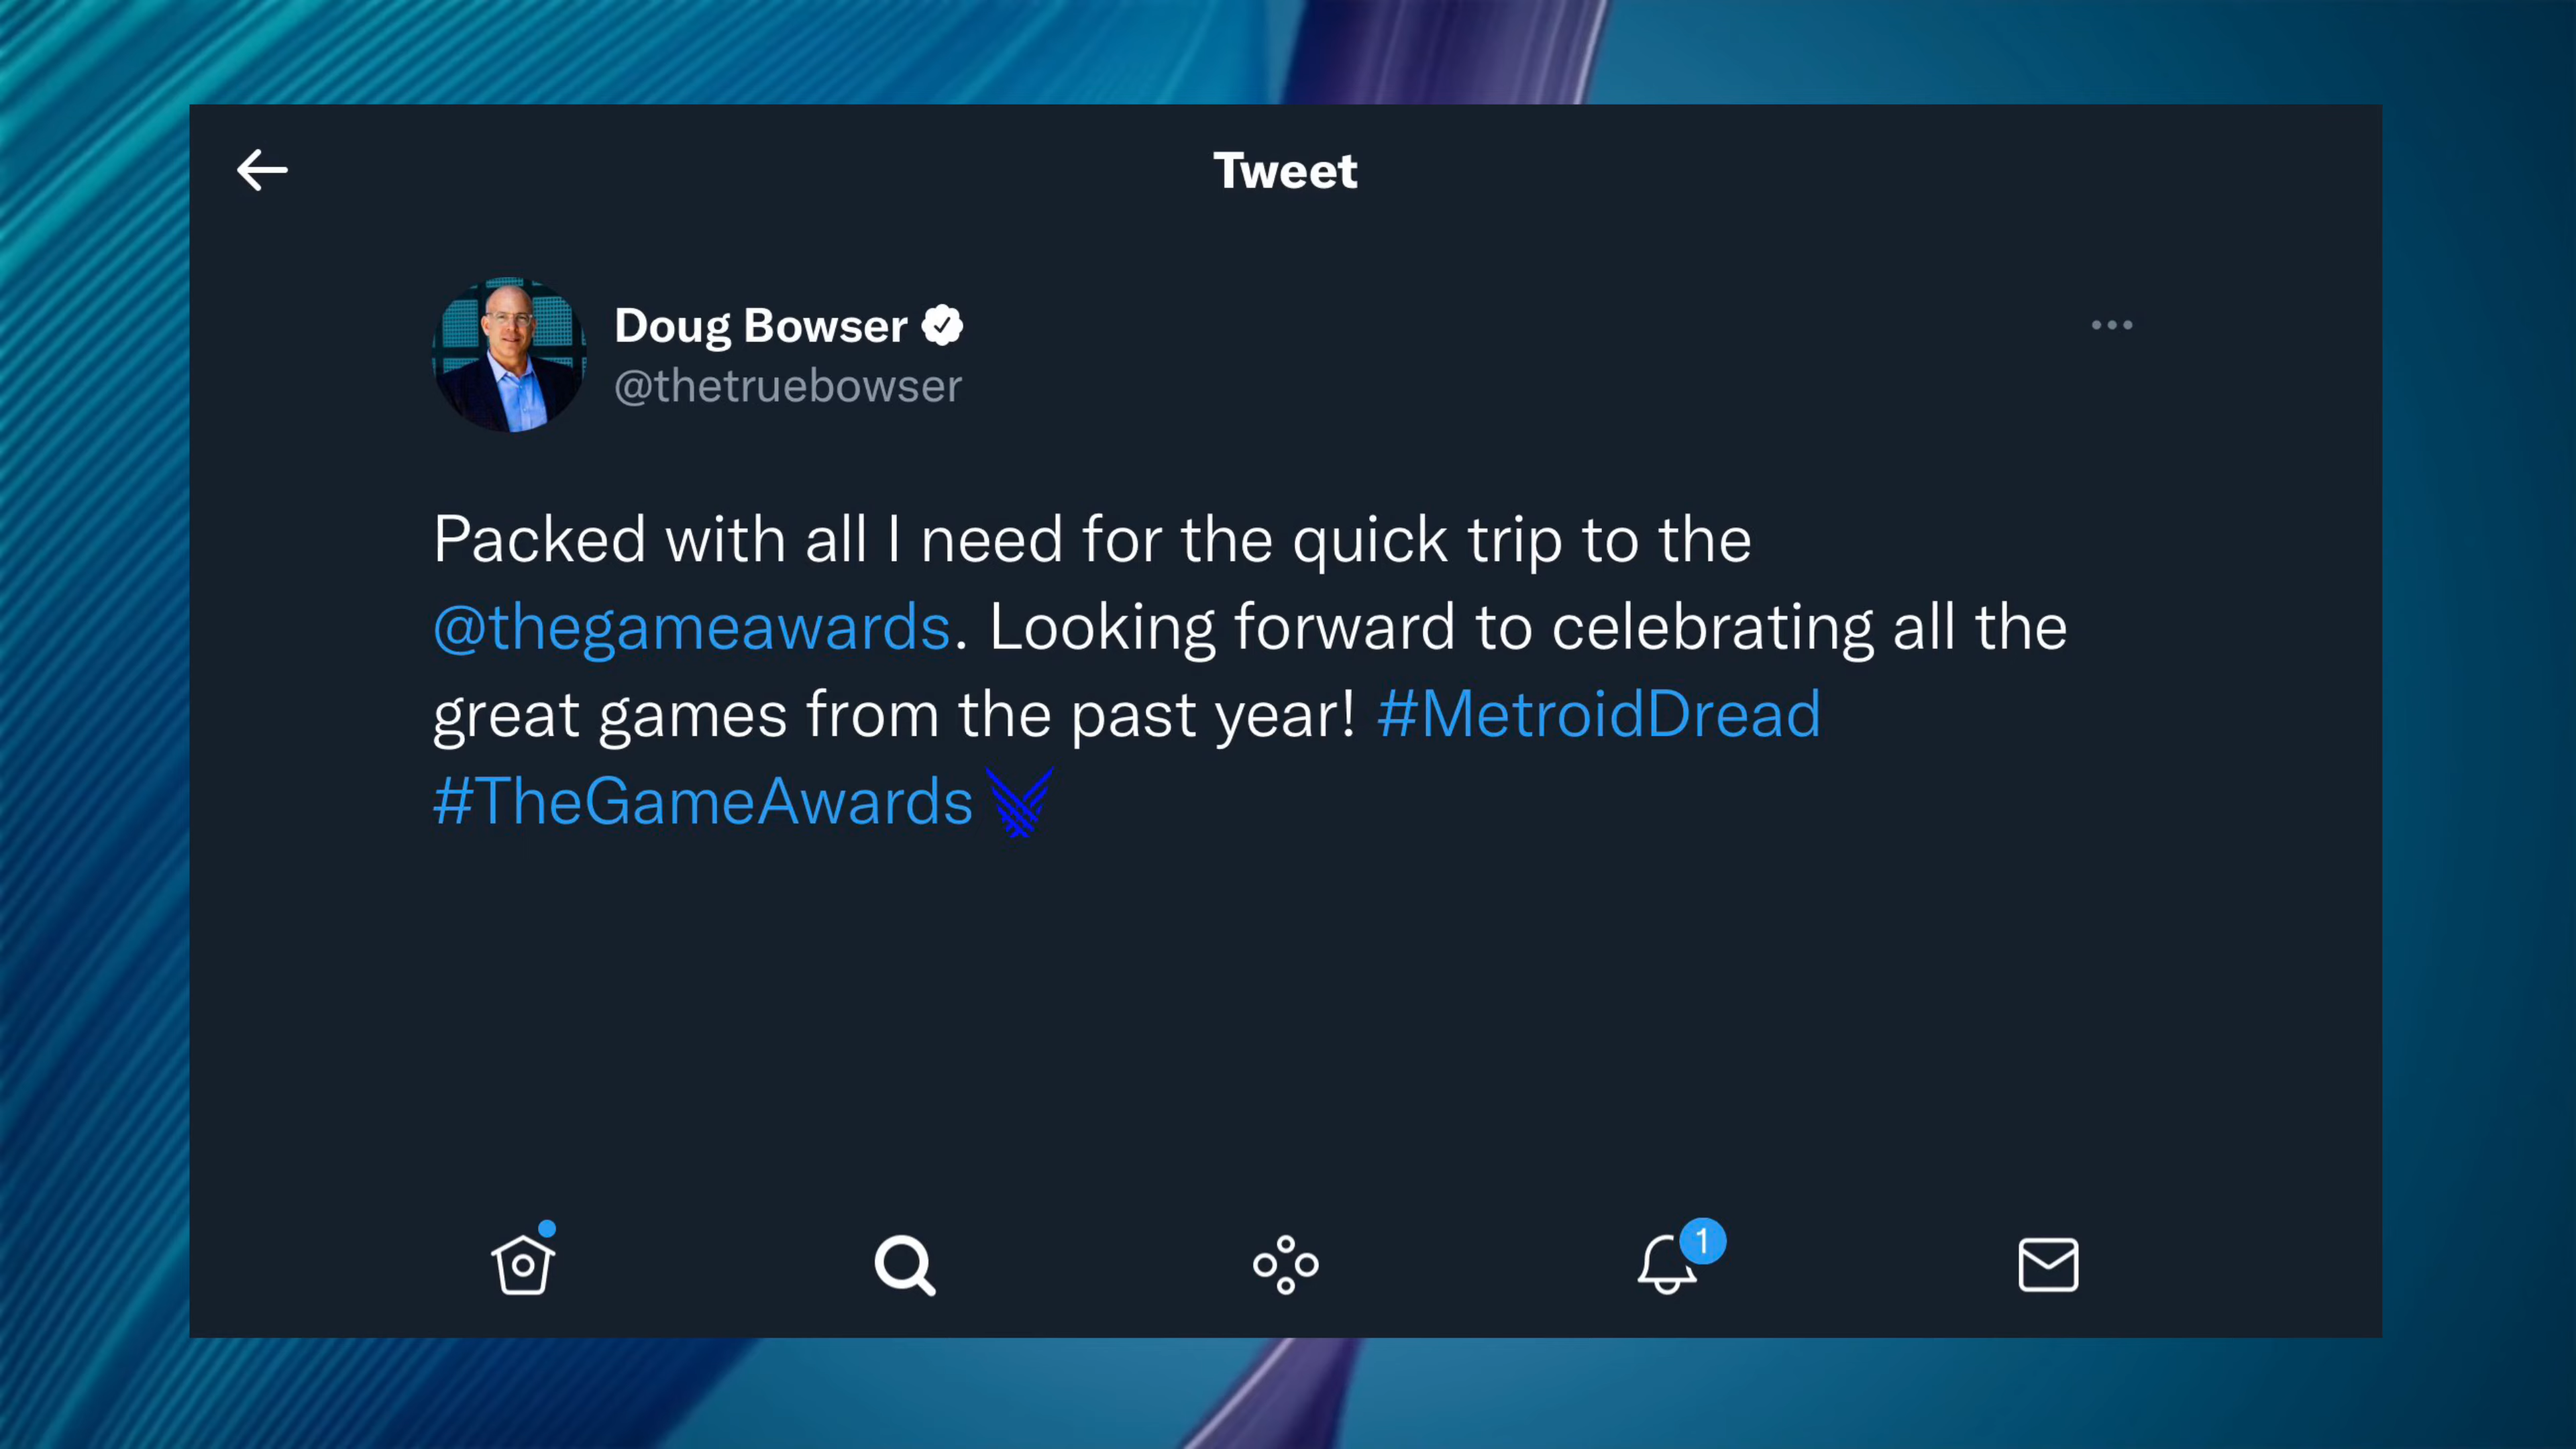 Tweet
Doug Bowser
@thetruebowser
Packed with all I need for the quick trip to the
@thegameawards. Looking forward to celebrating all the
great games from the past year! #MetroidDread
#TheGameAwards
1